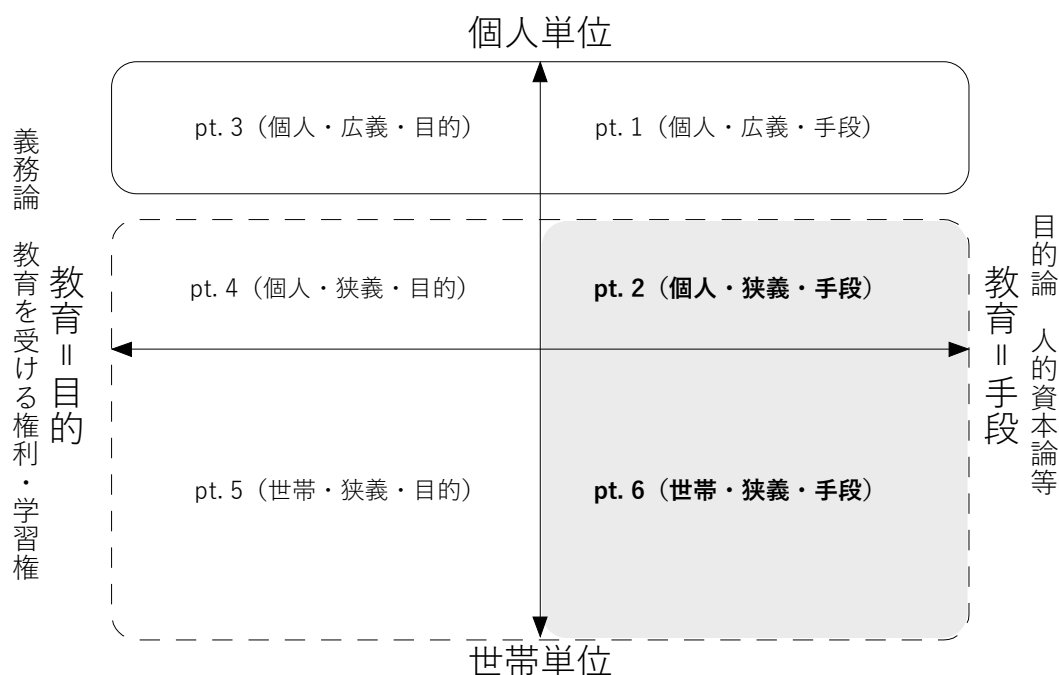 個人単位
pt. 3（個人・広義・目的）
pt. 1（個人・広義・手段）
義務論　教育を受ける権利・学習権
教育＝目的
pt. 4（個人・狭義・目的）
pt. 2（個人・狭義・手段）
教育＝手段
目的論　人的資本論等
pt. 5（世帯・狭義・目的）
pt. 6（世帯・狭義・手段）
世帯単位